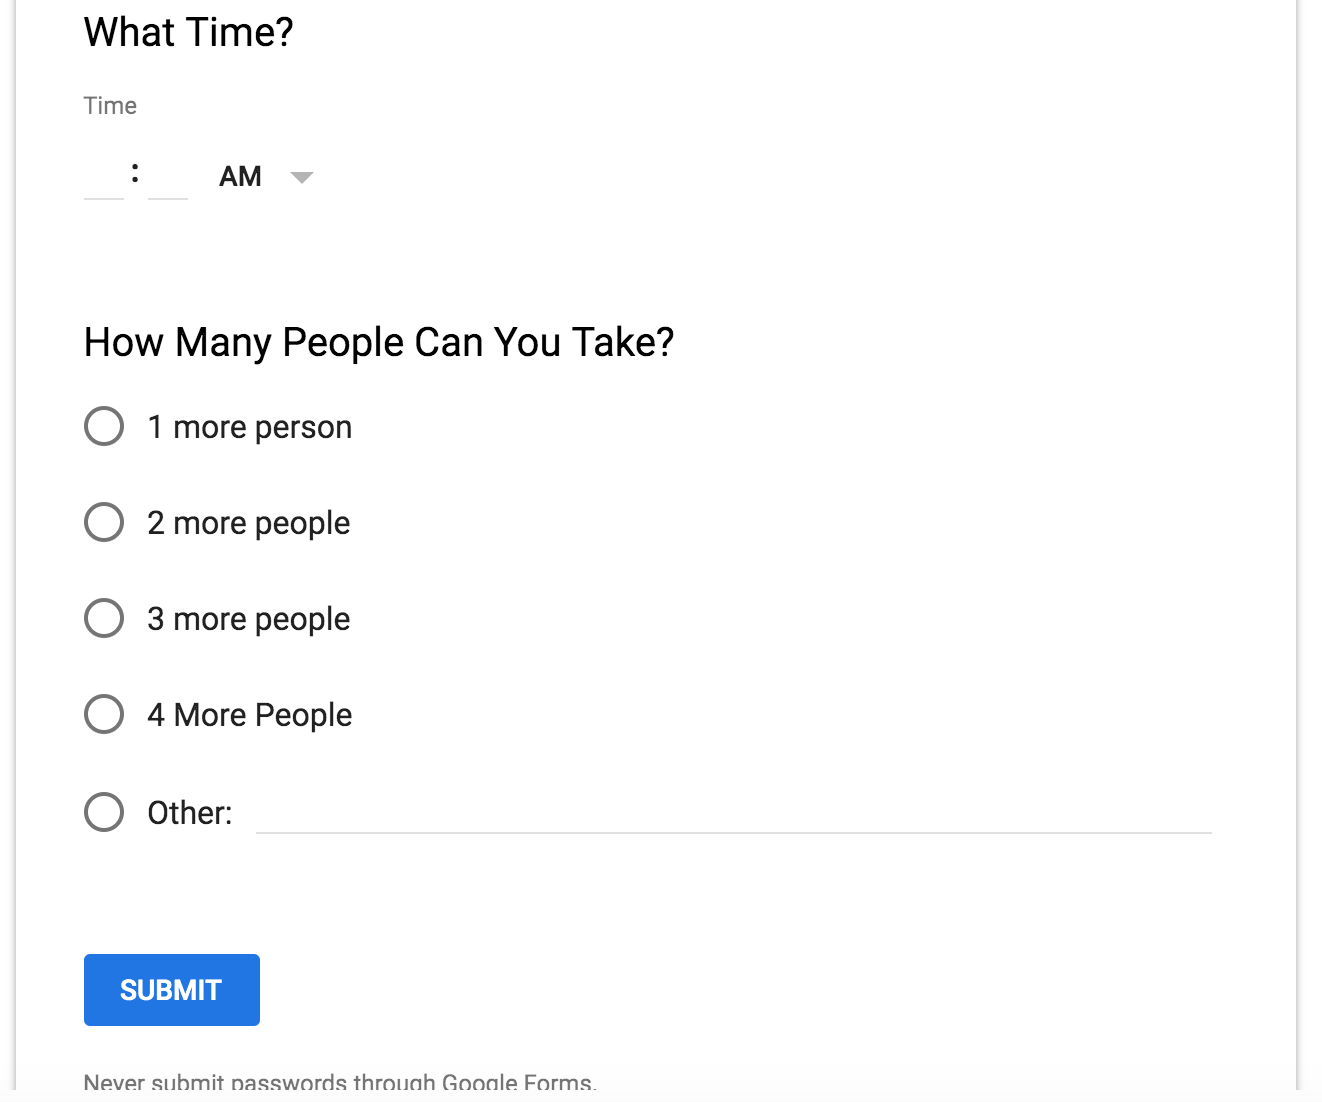 What Time?
Time
: AM
How Many People Can You Take?
1 more person
2 more people
3 more people
4 More People
Other:
SUBMIT
Never submit passwords through Google Forms.